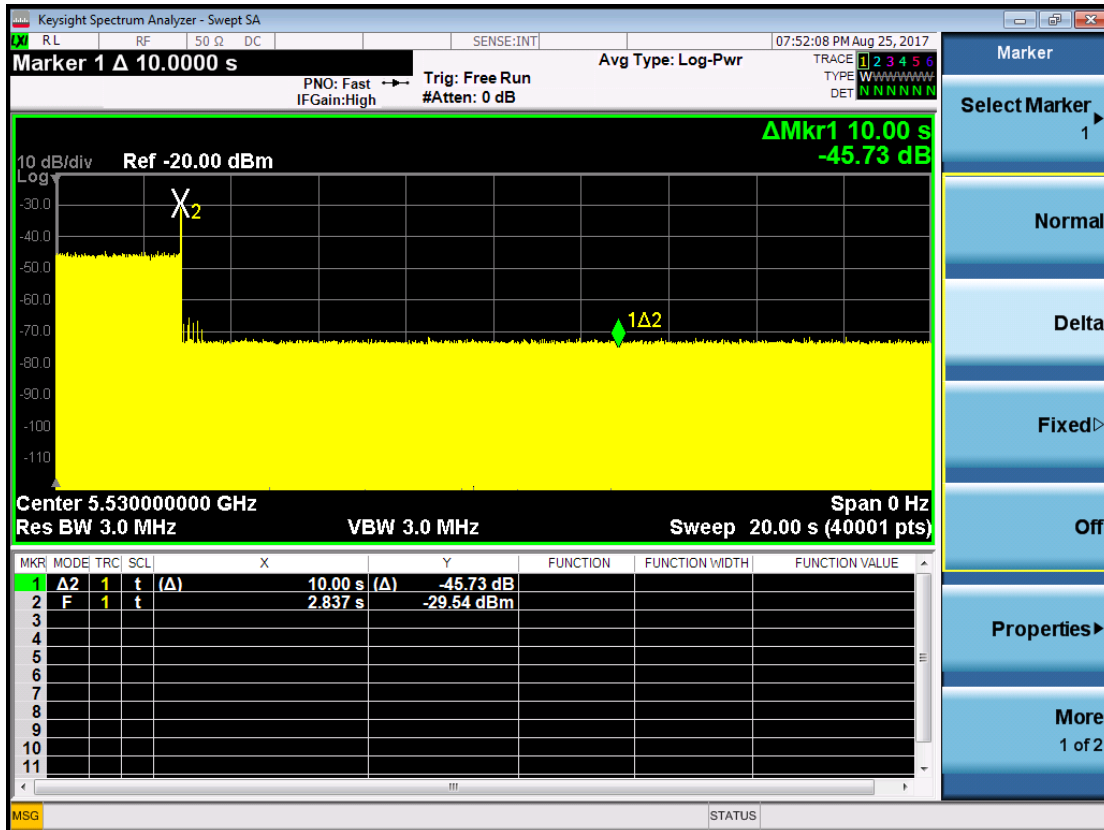 Keysight Spectrum Analyzer - Swept SA
LXI RL RF 50 Ω DC SENSE:INT 07:52:08 PM Aug 25, 2017
Marker 1 Δ 10.0000 s
PNO: Fast
IFGain:High
Trig: Free Run
#Atten: 0 dB
Avg Type: Log-Pwr
TRACE 1 2 3 4 5 6
TYPE WWWWWW
DET N N N N N N
ΔMkr1 10.00 s
-45.73 dB
10 dB/div Ref -20.00 dBm
Log
-30.0
-40.0
-50.0
-60.0
-70.0
-80.0
-90.0
-100
-110
X2
1Δ2
Center 5.530000000 GHz Span 0 Hz
Res BW 3.0 MHz VBW 3.0 MHz Sweep 20.00 s (40001 pts)
MKR MODE TRC SCL X Y FUNCTION FUNCTION WIDTH FUNCTION VALUE
1 Δ2 1 t (Δ) 10.00 s (Δ) -45.73 dB
2 F 1 t 2.837 s -29.54 dBm
3
4
5
6
7
8
9
10
11
MSG STATUS
Marker
Select Marker
1
Normal
Delta
Fixed
Off
Properties
More
1 of 2